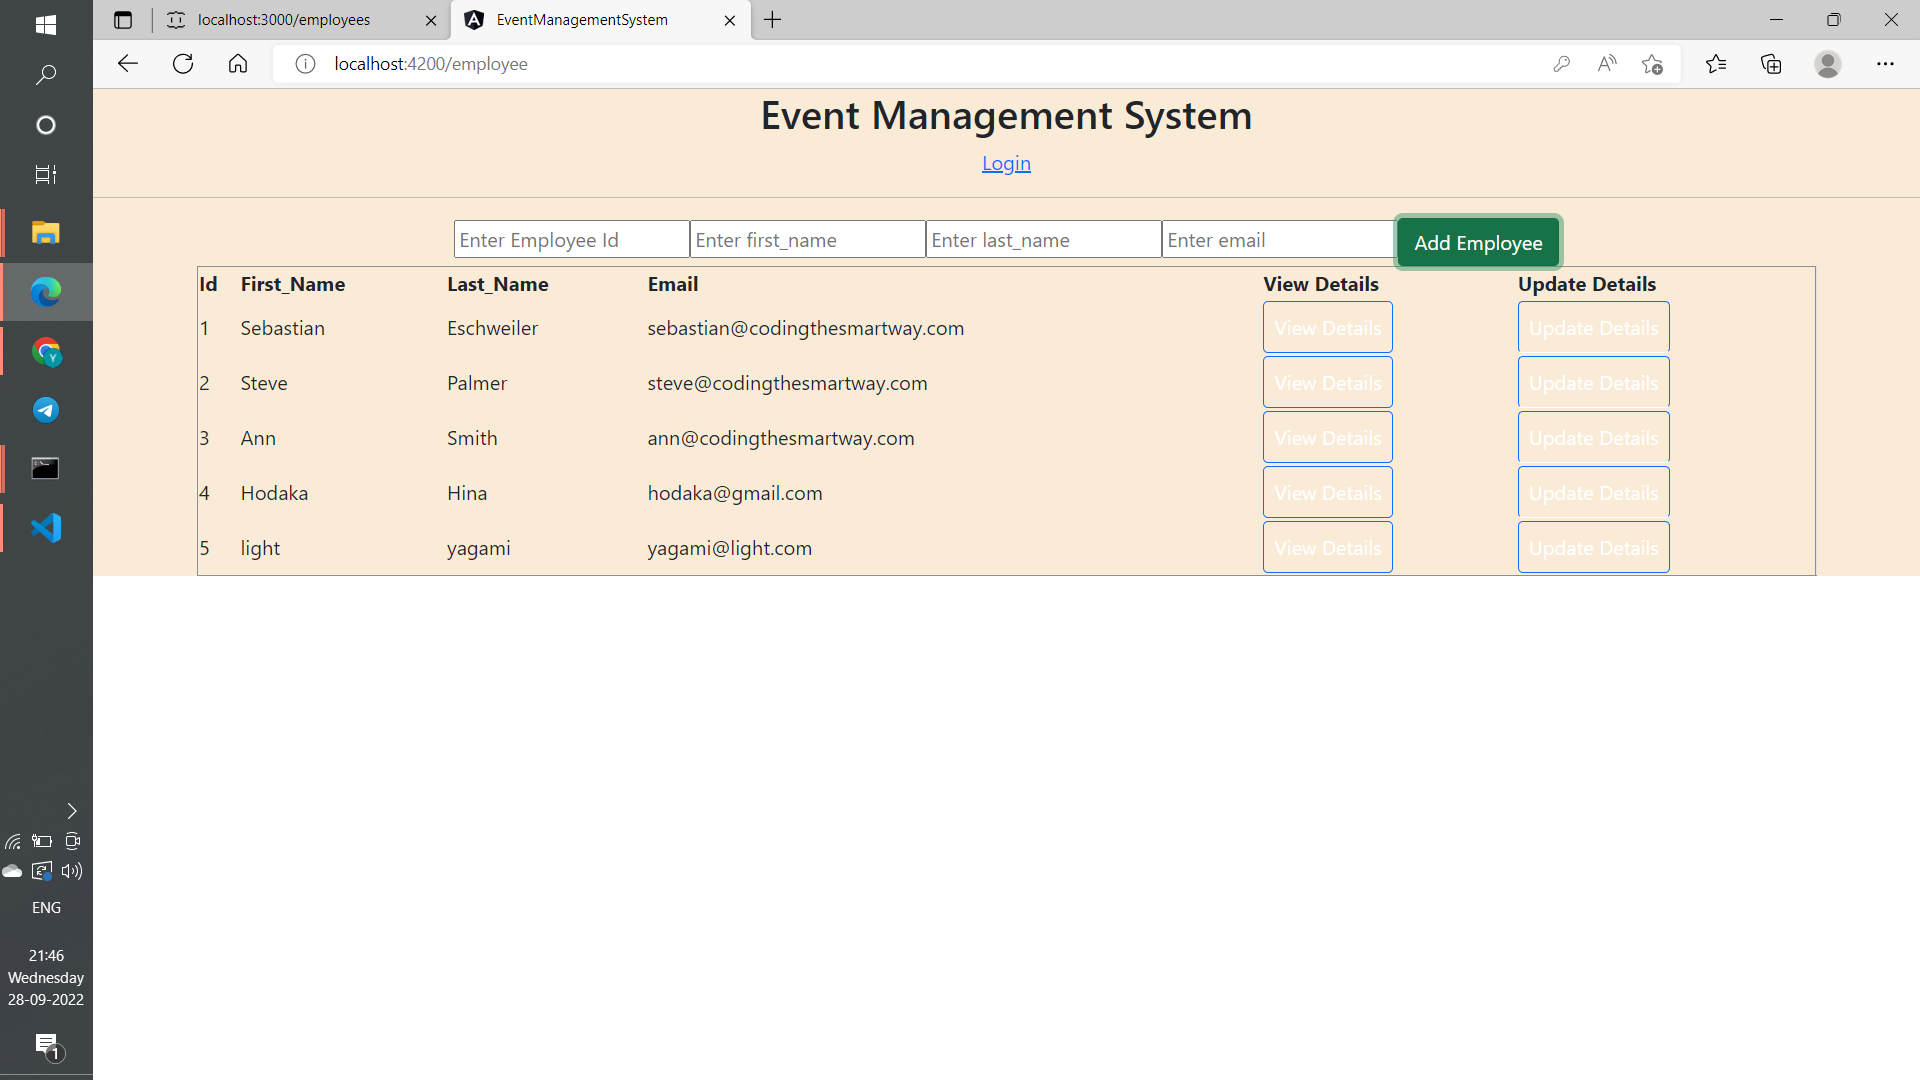 localhost:3000/employees
EventManagementSystem
localhost:4200/employee
Event Management System
Login
Enter Employee Id Enter first_name Enter last_name Enter email Add Employee
Id First_Name Last_Name Email View Details Update Details
1 Sebastian Eschweiler sebastian@codingthesmartway.com View Details Update Details
2 Steve Palmer steve@codingthesmartway.com View Details Update Details
3 Ann Smith ann@codingthesmartway.com View Details Update Details
4 Hodaka Hina hodaka@gmail.com View Details Update Details
5 light yagami yagami@light.com View Details Update Details
ENG
21:46
Wednesday
28-09-2022
1